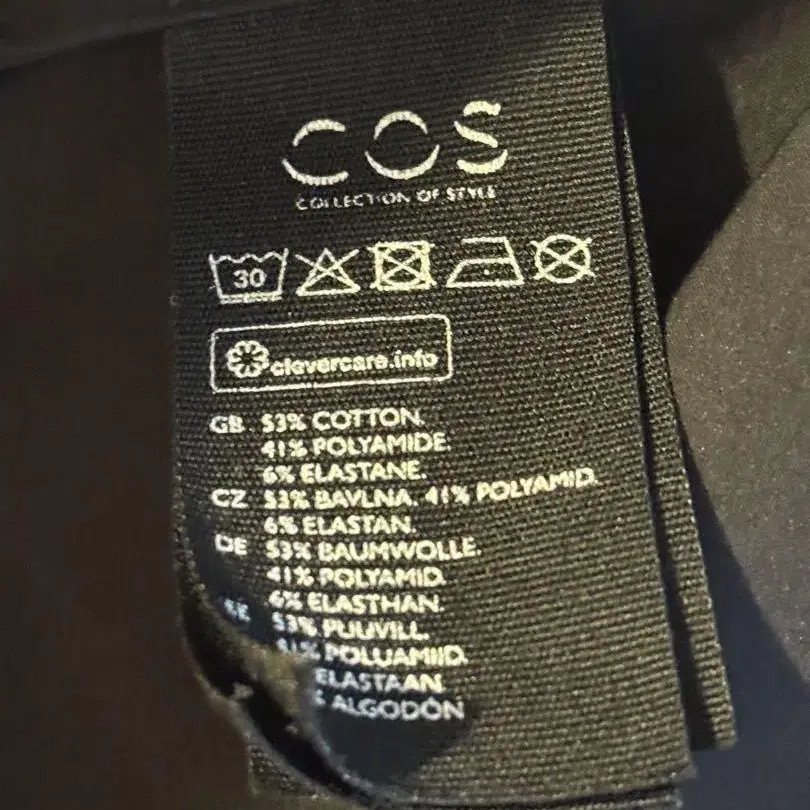 COS
COLLECTION OF STYLE
30
clevercare.info
GB 53% COTTON.
41% POLYAMIDE.
6% ELASTANE.
CZ 53% BAVLNA. 41% POLYAMID.
6% ELASTAN.
DE 53% BAUMWOLLE.
41% POLYAMID.
6% ELASTHAN.
53% PUUVILL.
41% POLUAMIID.
ELASTAAN
ALGODÓN